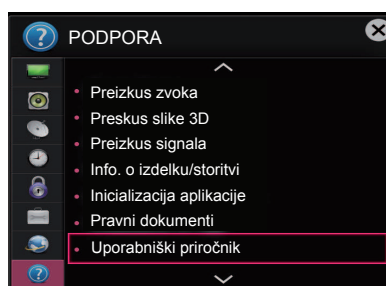 PODPORA
Preizkus zvoka
Preskus slike 3D
Preizkus signala
Info. o izdelku/storitvi
Inicializacija aplikacije
Pravni dokumenti
Uporabniški priročnik